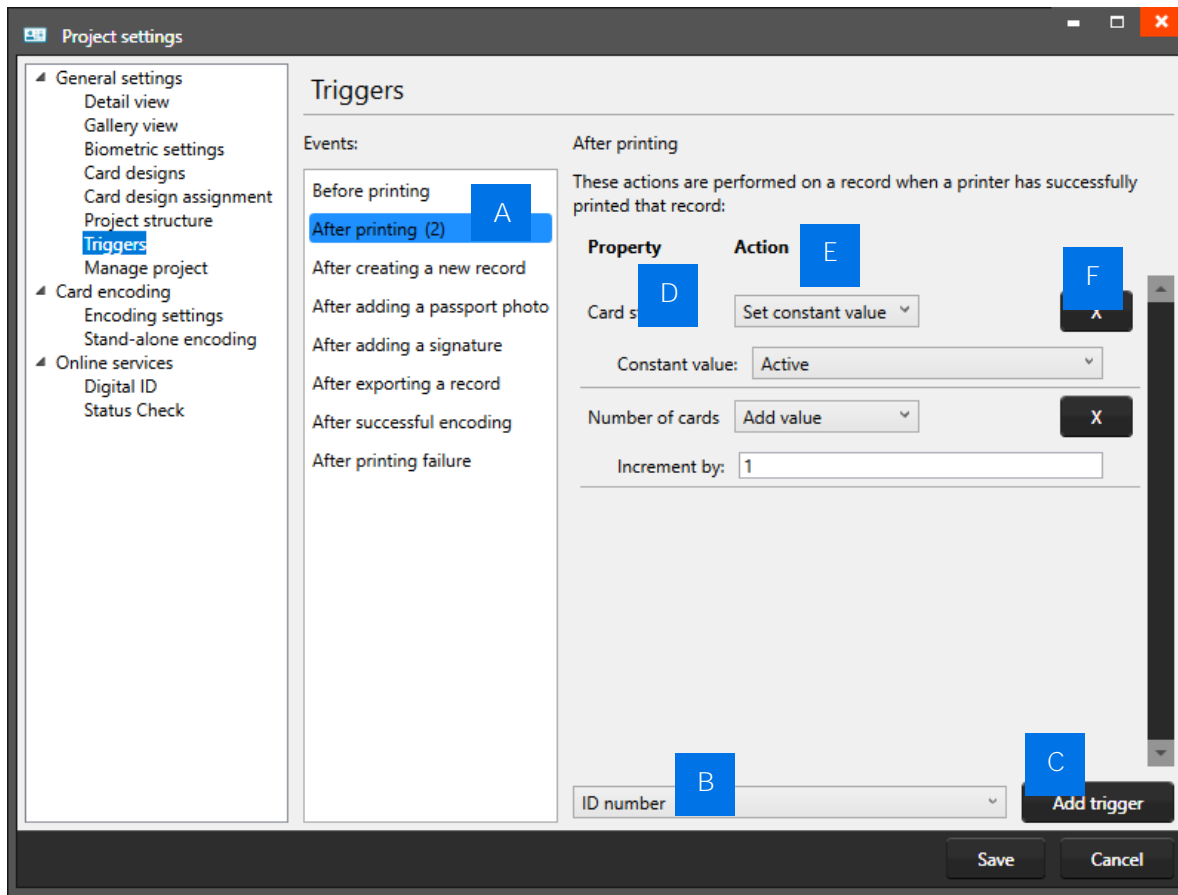 Project settings
General settings
Detail view
Gallery view
Biometric settings
Card designs
Card design assignment
Project structure
Triggers
Manage project
Card encoding
Encoding settings
Stand-alone encoding
Online services
Digital ID
Status Check
Triggers
Events:
Before printing
A
After printing (2)
After creating a new record
After adding a passport photo
After adding a signature
After exporting a record
After successful encoding
After printing failure
After printing
These actions are performed on a record when a printer has successfully
printed that record:
Property Action E
D F
Card Set constant value X
Constant value: Active
Number of cards Add value X
Increment by: 1
B C
ID number Add trigger
Save Cancel